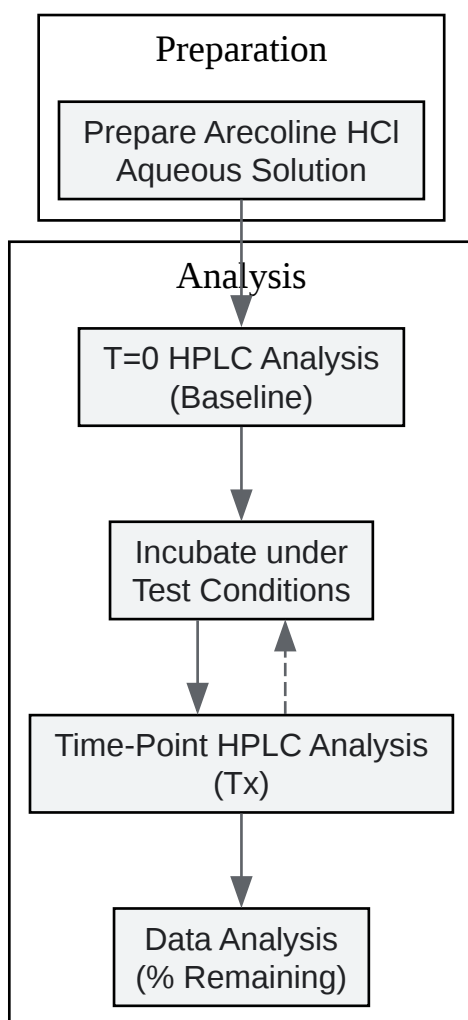 Preparation
Prepare Arecoline HCl
Aqueous Solution
Analysis
T=0 HPLC Analysis
(Baseline)
Incubate under
Test Conditions
Time-Point HPLC Analysis
(Tx)
Data Analysis
(% Remaining)